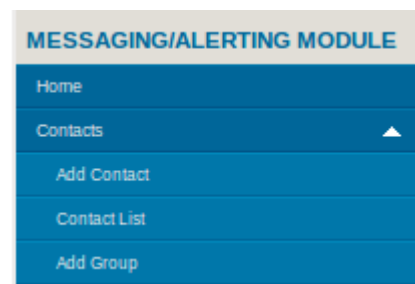 MESSAGING/ALERTING MODULE
Home
Contacts
Add Contact
Contact List
Add Group